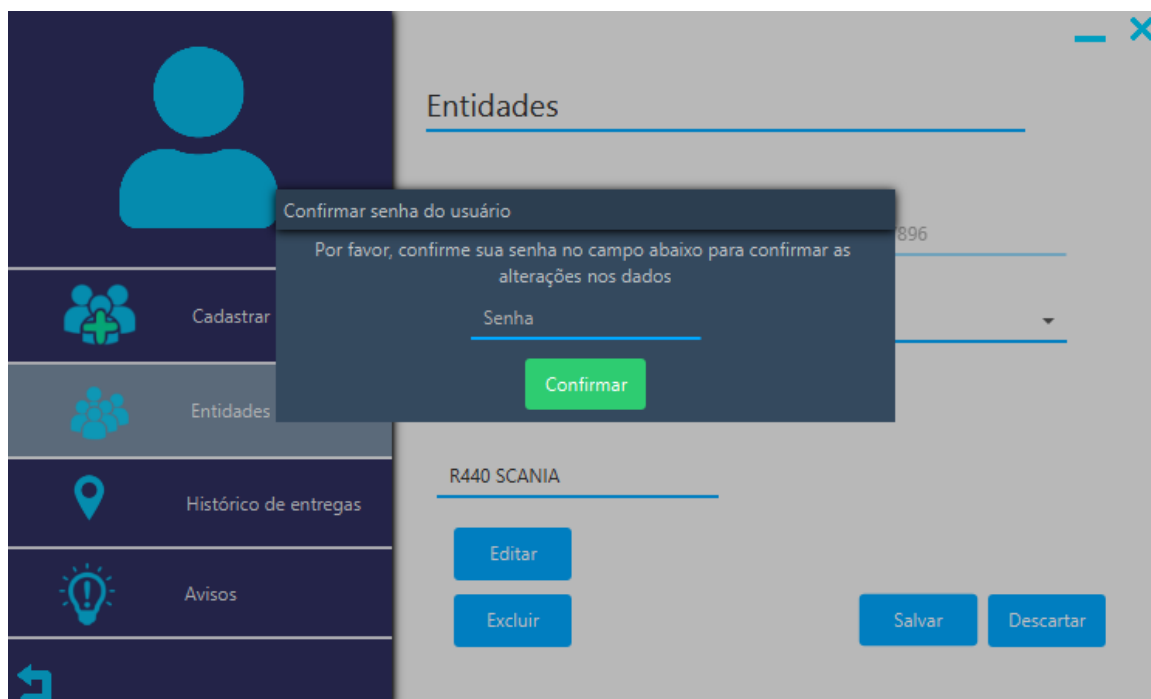 Entidades
Confirmar senha do usuário
Por favor, confirme sua senha no campo abaixo para confirmar as
alterações nos dados
896
Senha
Confirmar
Cadastrar
Entidades
Histórico de entregas
Avisos
R440 SCANIA
Editar
Excluir
Salvar
Descartar